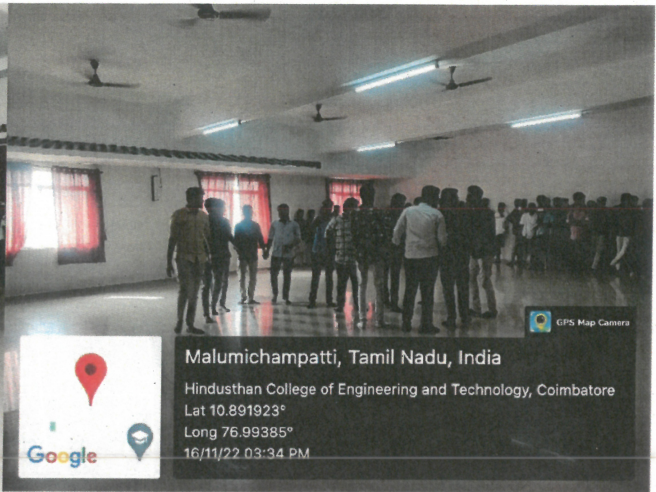 GPS Map Camera
Malumichampatti, Tamil Nadu, India
Hindusthan College of Engineering and Technology, Coimbatore
Lat 10.891923°
Long 76.99385°
16/11/22 03:34 PM
Google